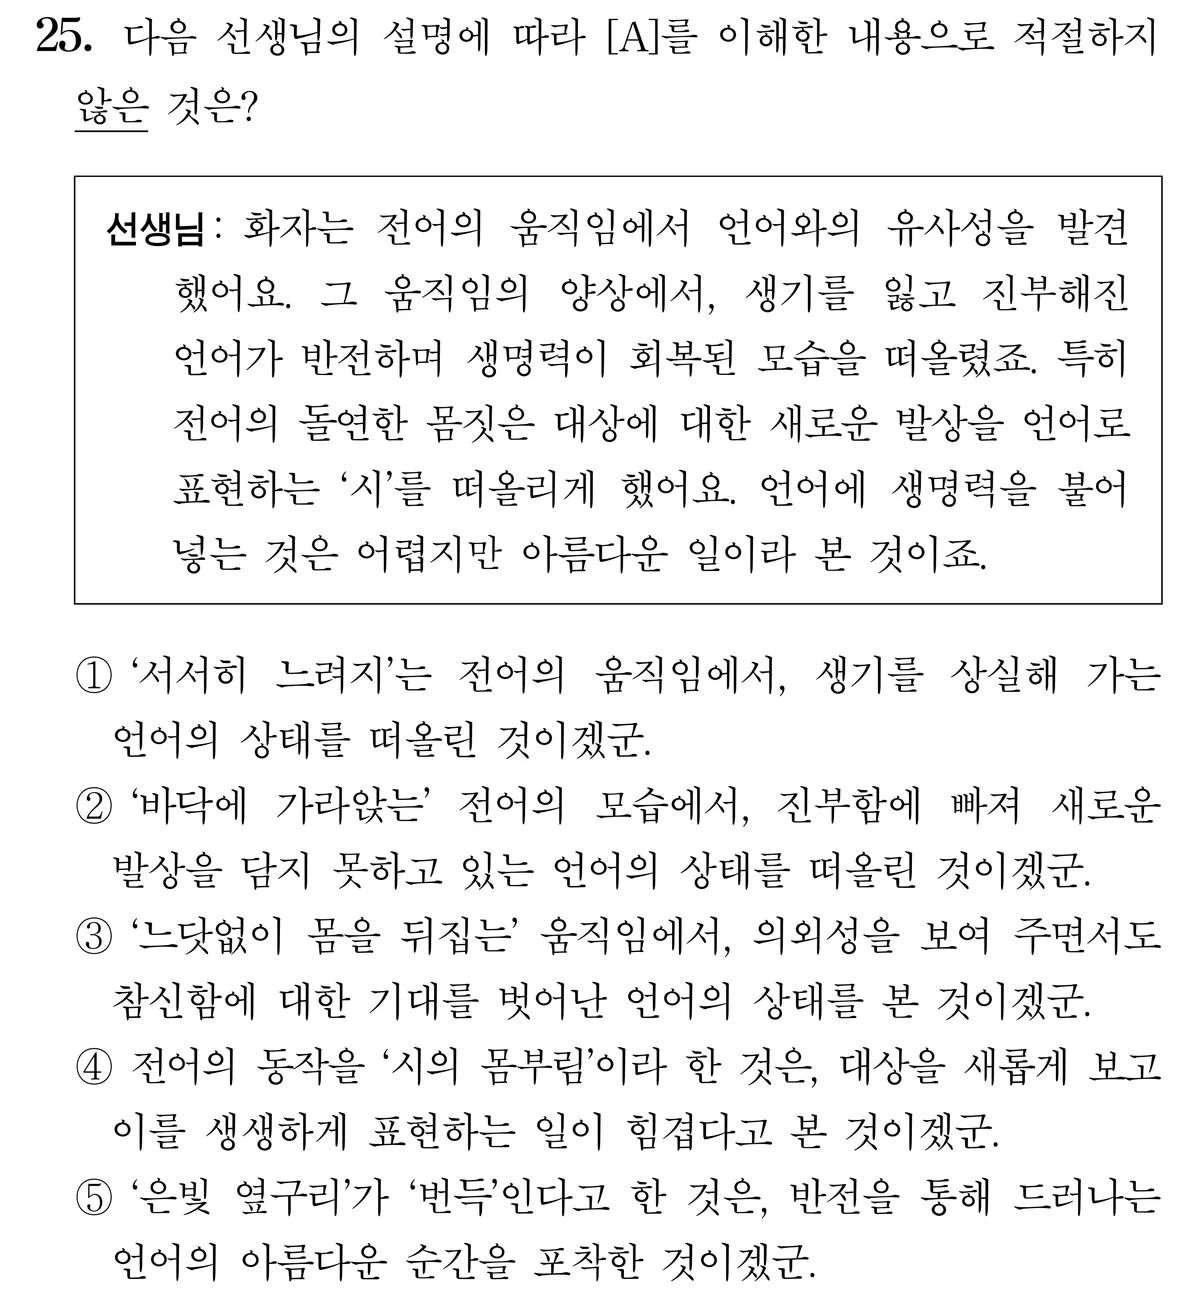 25. 다음 선생님의 설명에 따라 [A]를 이해한 내용으로 적절하지
않은 것은?
선생님: 화자는 전어의 움직임에서 언어와의 유사성을 발견
했어요. 그 움직임의 양상에서, 생기를 잃고 진부해진
언어가 반전하며 생명력이 회복된 모습을 떠올렸죠. 특히
전어의 돌연한 몸짓은 대상에 대한 새로운 발상을 언어로
표현하는 ‘시’를 떠올리게 했어요. 언어에 생명력을 불어
넣는 것은 어렵지만 아름다운 일이라 본 것이죠.
① ‘서서히 느려지’는 전어의 움직임에서, 생기를 상실해 가는
언어의 상태를 떠올린 것이겠군.
② ‘바닥에 가라앉는’ 전어의 모습에서, 진부함에 빠져 새로운
발상을 담지 못하고 있는 언어의 상태를 떠올린 것이겠군.
③ ‘느닷없이 몸을 뒤집는’ 움직임에서, 의외성을 보여 주면서도
참신함에 대한 기대를 벗어난 언어의 상태를 본 것이겠군.
④ 전어의 동작을 ‘시의 몸부림’이라 한 것은, 대상을 새롭게 보고
이를 생생하게 표현하는 일이 힘겹다고 본 것이겠군.
⑤ ‘은빛 옆구리’가 ‘번득’인다고 한 것은, 반전을 통해 드러나는
언어의 아름다운 순간을 포착한 것이겠군.